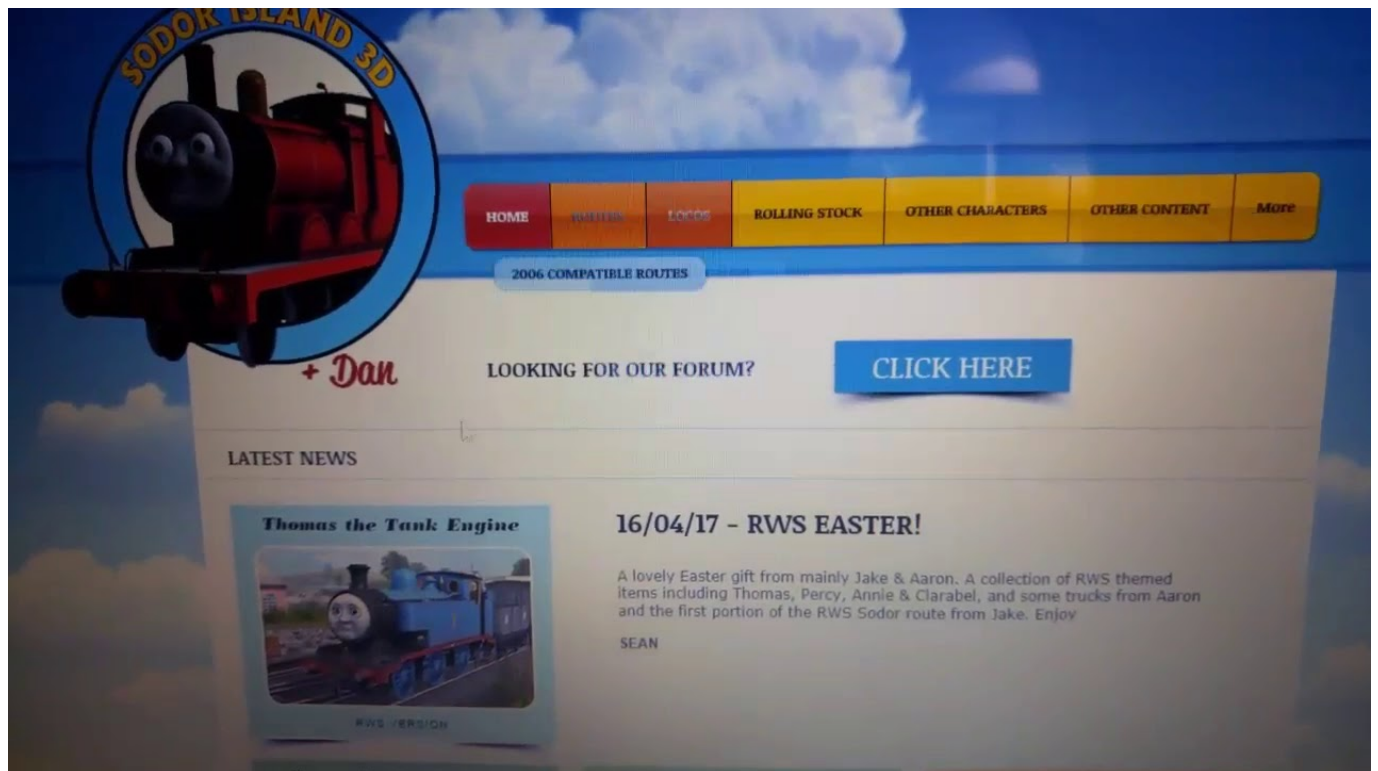 SODOR ISLAND 3D
HOME
ROUTES
LOCOS
ROLLING STOCK
OTHER CHARACTERS
OTHER CONTENT
More
2006 COMPATIBLE ROUTES
+ Dan
LOOKING FOR OUR FORUM?
CLICK HERE
LATEST NEWS
Thomas the Tank Engine
RWS VERSION
16/04/17 - RWS EASTER!
A lovely Easter gift from mainly Jake & Aaron. A collection of RWS themed
items including Thomas, Percy, Annie & Clarabel, and some trucks from Aaron
and the first portion of the RWS Sodor route from Jake. Enjoy
SEAN